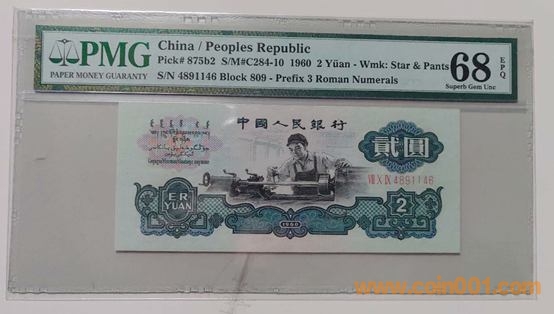 PMG
PAPER MONEY GUARANTY
China / Peoples Republic
Pick# 875b2 S/M#C284-10 1960 2 Yüan - Wmk: Star & Pants
S/N 4891146 Block 809 - Prefix 3 Roman Numerals
68 EPQ
Superb Gem Unc
中國人民銀行
貳圓
VIII X IX 4891146
ER
YUAN
2
1960
www.coin001.com